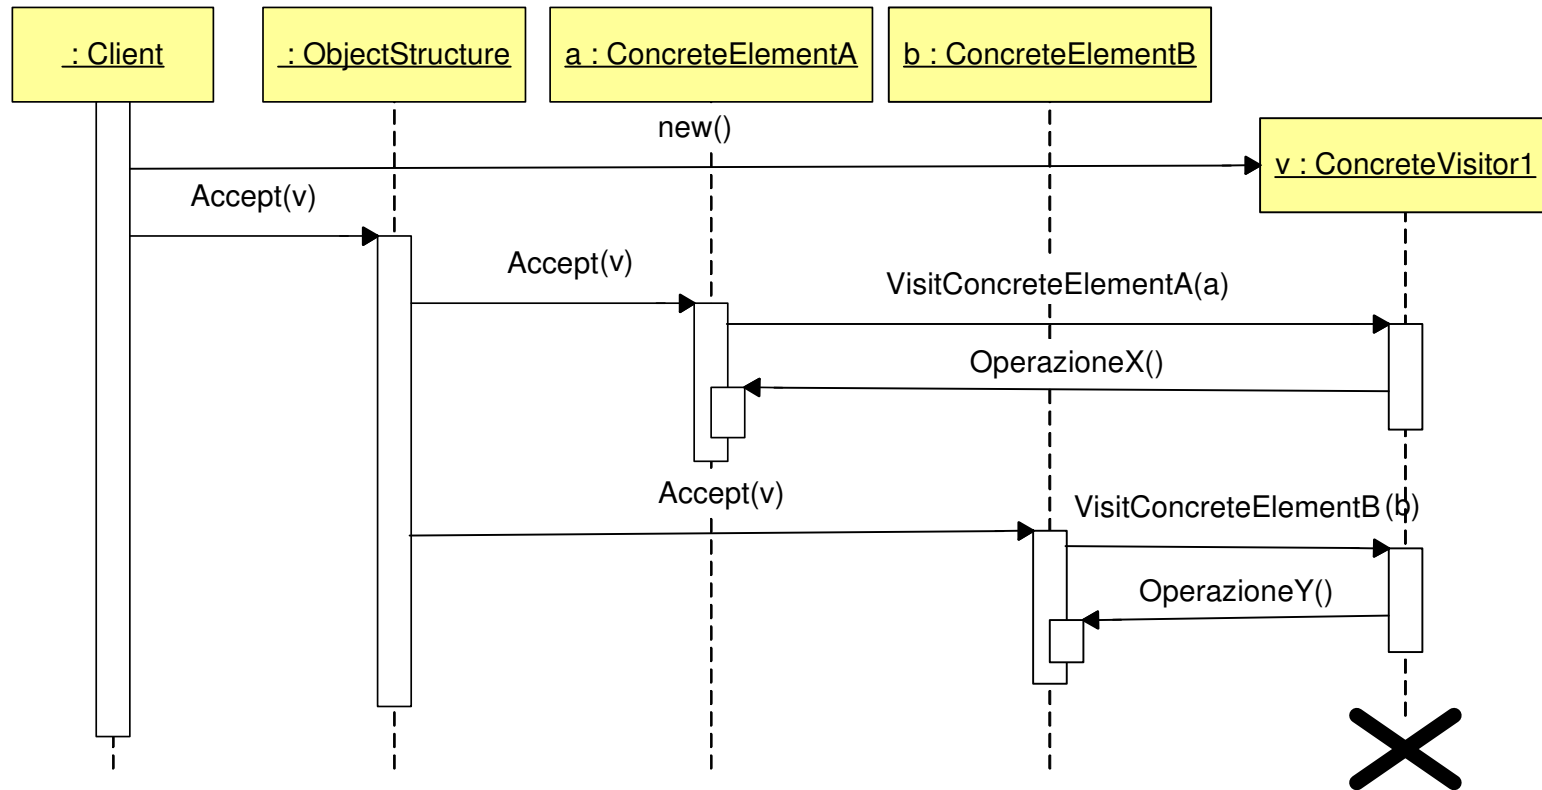 : Client
: ObjectStructure
a : ConcreteElementA
b : ConcreteElementB
new()
v : ConcreteVisitor1
Accept(v)
Accept(v)
VisitConcreteElementA(a)
OperazioneX()
Accept(v)
VisitConcreteElementB(b)
OperazioneY()